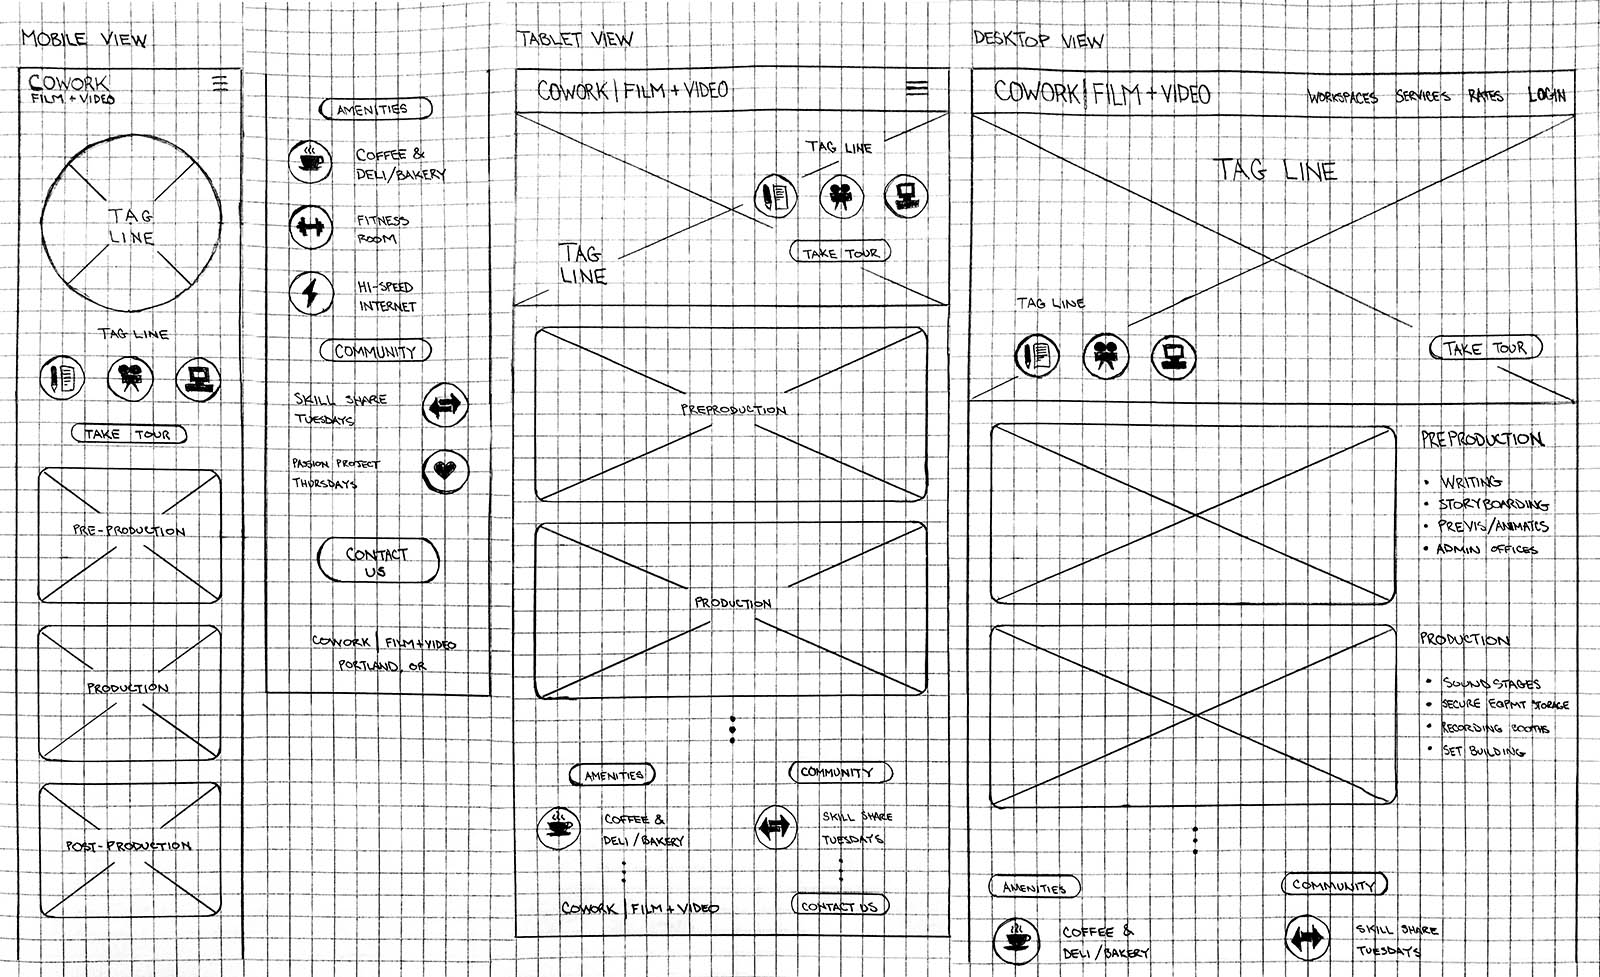 MOBILE VIEW
COWORK
FILM + VIDEO
TAG
LINE
TAG LINE
TAKE TOUR
PRE-PRODUCTION
PRODUCTION
POST-PRODUCTION
AMENITIES
COFFEE &
DELI/BAKERY
FITNESS
ROOM
HI-SPEED
INTERNET
COMMUNITY
SKILL SHARE
TUESDAYS
PASSION PROJECT
THURSDAYS
CONTACT
US
COWORK | FILM+VIDEO
PORTLAND, OR
TABLET VIEW
COWORK | FILM + VIDEO
TAG LINE
TAG
LINE
TAKE TOUR
PREPRODUCTION
PRODUCTION
AMENITIES
COMMUNITY
COFFEE &
DELI/BAKERY
SKILL SHARE
TUESDAYS
COWORK | FILM + VIDEO
CONTACT US
DESKTOP VIEW
COWORK | FILM + VIDEO
WORKSPACES SERVICES RATES LOGIN
TAG LINE
TAG LINE
TAKE TOUR
PREPRODUCTION
• WRITING
• STORYBOARDING
• PREVIS/ANIMATICS
• ADMIN OFFICES
PRODUCTION
• SOUND STAGES
• SECURE EQPMT STORAGE
• RECORDING BOOTHS
• SET BUILDING
AMENITIES
COMMUNITY
COFFEE &
DELI/BAKERY
SKILL SHARE
TUESDAYS